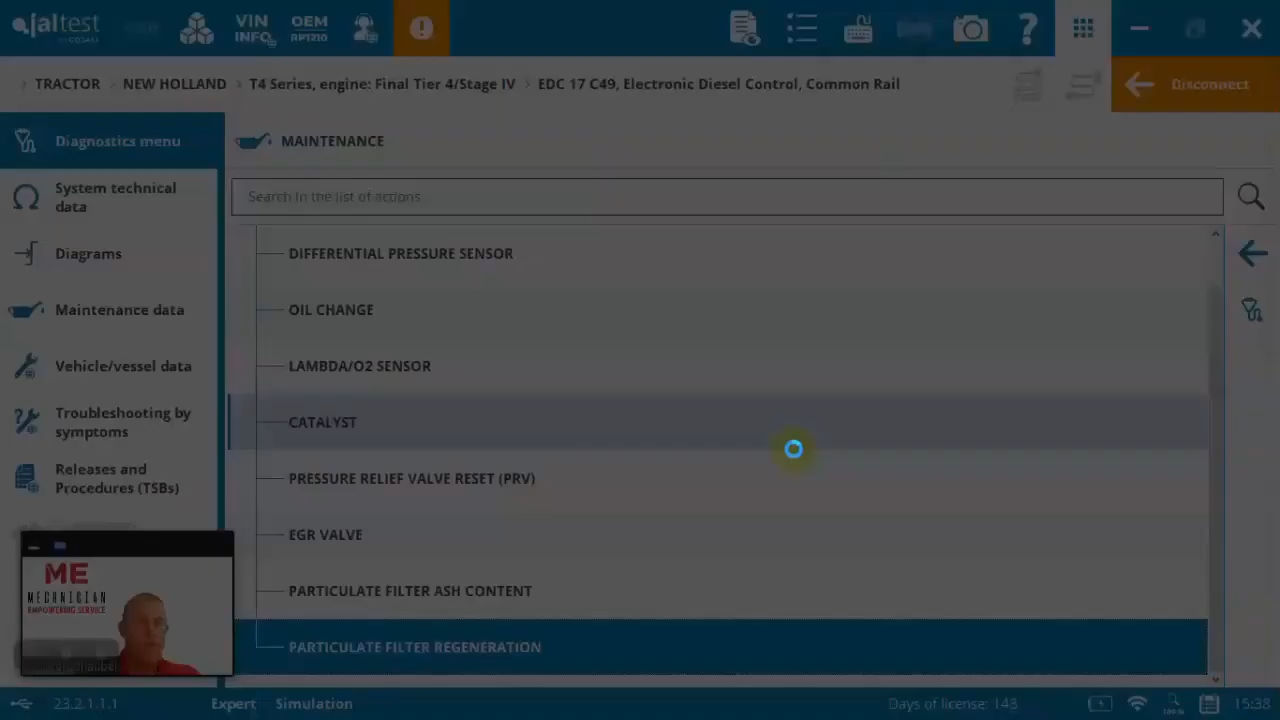 jaltest
VIN INFO
OEM RP1210
TRACTOR > NEW HOLLAND > T4 Series, engine: Final Tier 4/Stage IV > EDC 17 C49, Electronic Diesel Control, Common Rail
Disconnect
Diagnostics menu
MAINTENANCE
System technical data
Search in the list of actions
Diagrams
DIFFERENTIAL PRESSURE SENSOR
Maintenance data
OIL CHANGE
Vehicle/vessel data
LAMBDA/O2 SENSOR
Troubleshooting by symptoms
CATALYST
Releases and Procedures (TSBs)
PRESSURE RELIEF VALVE RESET (PRV)
EGR VALVE
PARTICULATE FILTER ASH CONTENT
PARTICULATE FILTER REGENERATION
ME
MECHNICIAN
EMPOWERING SERVICE
23.2.1.1.1
Expert
Simulation
Days of license: 143
15:38